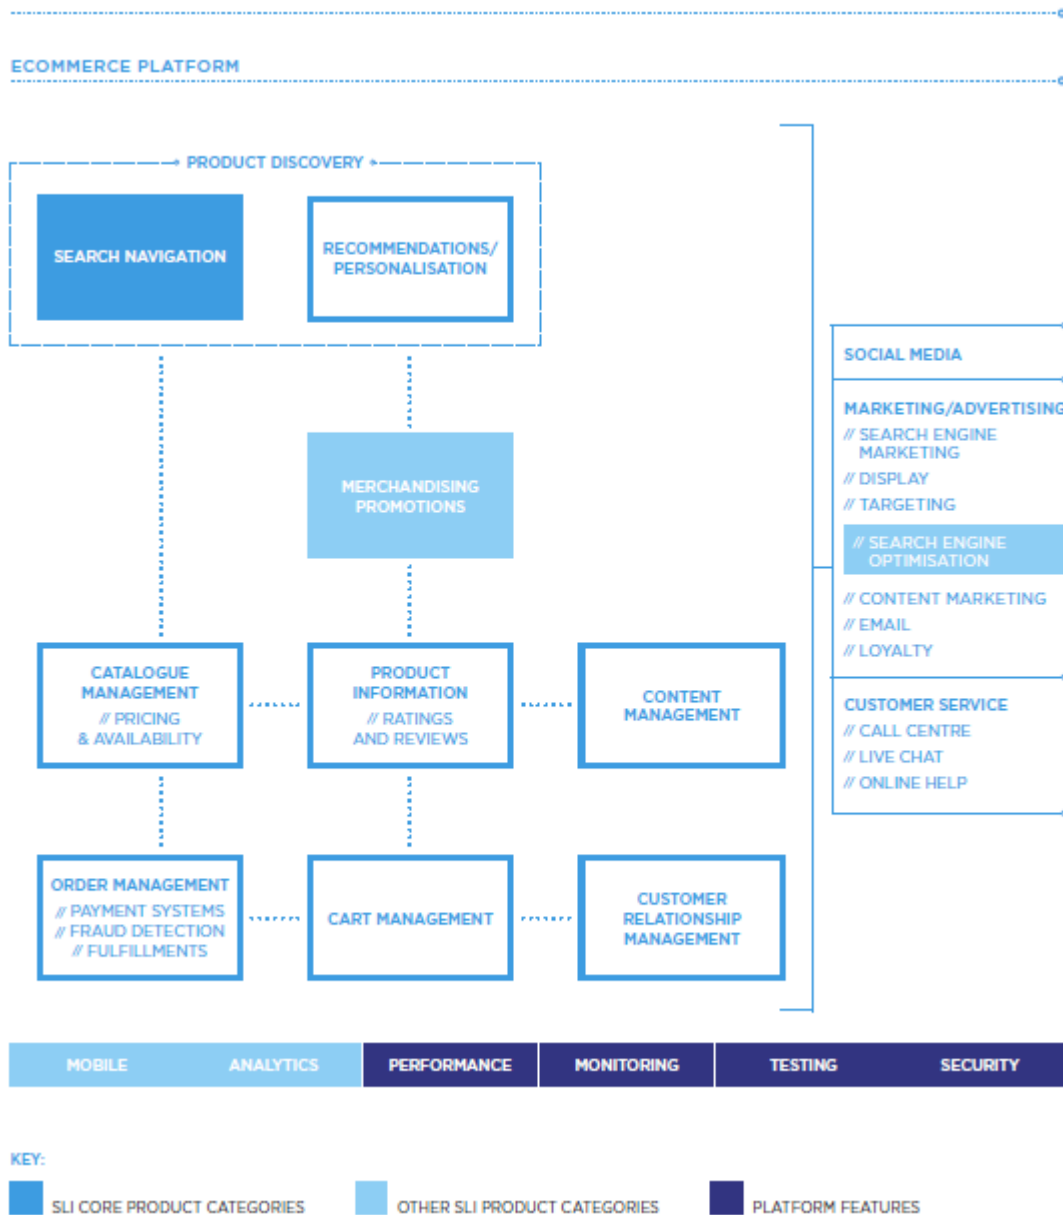 ECOMMERCE PLATFORM
PRODUCT DISCOVERY
SEARCH NAVIGATION
RECOMMENDATIONS/
PERSONALISATION
MERCHANDISING
PROMOTIONS
CATALOGUE
MANAGEMENT
// PRICING
& AVAILABILITY
PRODUCT
INFORMATION
// RATINGS
AND REVIEWS
CONTENT
MANAGEMENT
ORDER MANAGEMENT
// PAYMENT SYSTEMS
// FRAUD DETECTION
// FULFILLMENTS
CART MANAGEMENT
CUSTOMER
RELATIONSHIP
MANAGEMENT
SOCIAL MEDIA
MARKETING/ADVERTISING
// SEARCH ENGINE
MARKETING
// DISPLAY
// TARGETING
// SEARCH ENGINE
OPTIMISATION
// CONTENT MARKETING
// EMAIL
// LOYALTY
CUSTOMER SERVICE
// CALL CENTRE
// LIVE CHAT
// ONLINE HELP
MOBILE
ANALYTICS
PERFORMANCE
MONITORING
TESTING
SECURITY
KEY:
SLI CORE PRODUCT CATEGORIES
OTHER SLI PRODUCT CATEGORIES
PLATFORM FEATURES